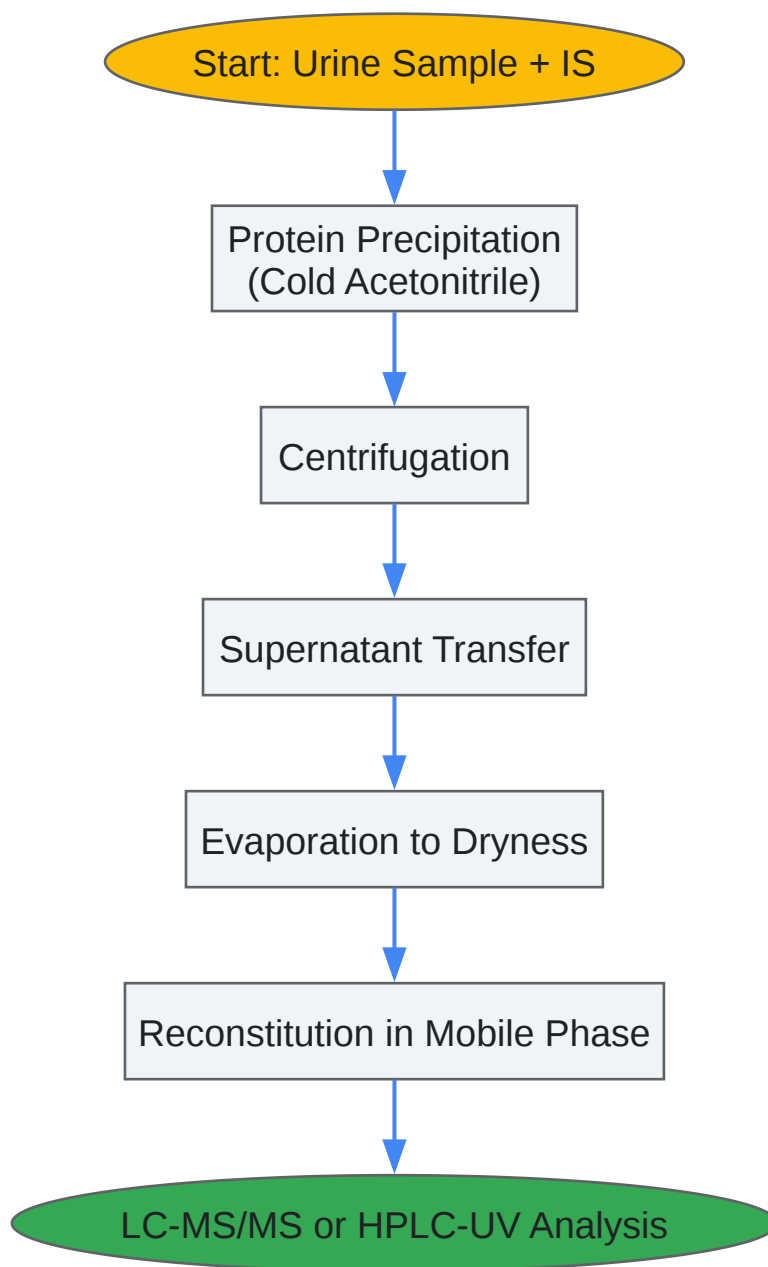 Start: Urine Sample + IS
Protein Precipitation
(Cold Acetonitrile)
Centrifugation
Supernatant Transfer
Evaporation to Dryness
Reconstitution in Mobile Phase
LC-MS/MS or HPLC-UV Analysis